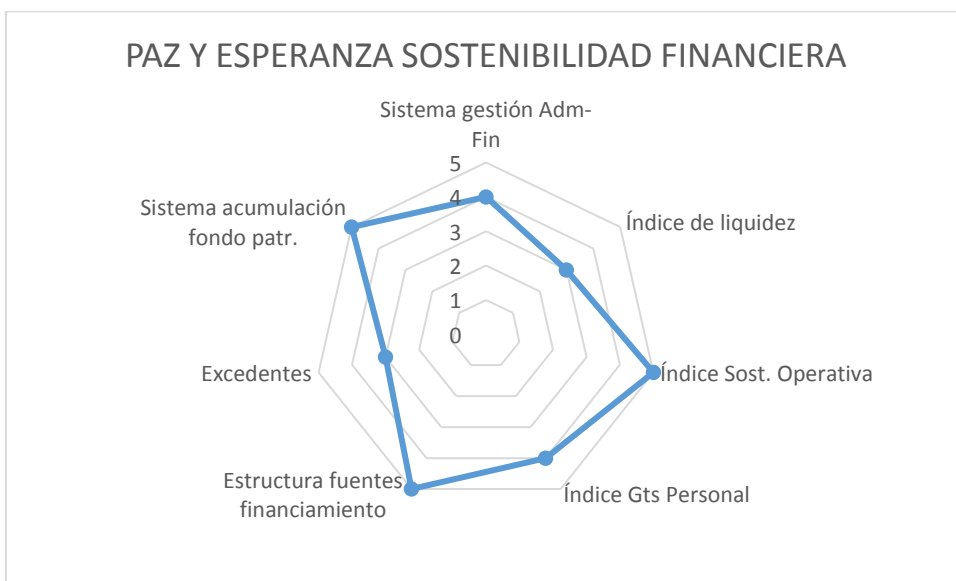 PAZ Y ESPERANZA SOSTENIBILIDAD FINANCIERA
Sistema gestión Adm-
Fin
5
4
3
2
1
0
Índice de liquidez
Índice Sost. Operativa
Índice Gts Personal
Estructura fuentes
financiamiento
Excedentes
Sistema acumulación
fondo patr.